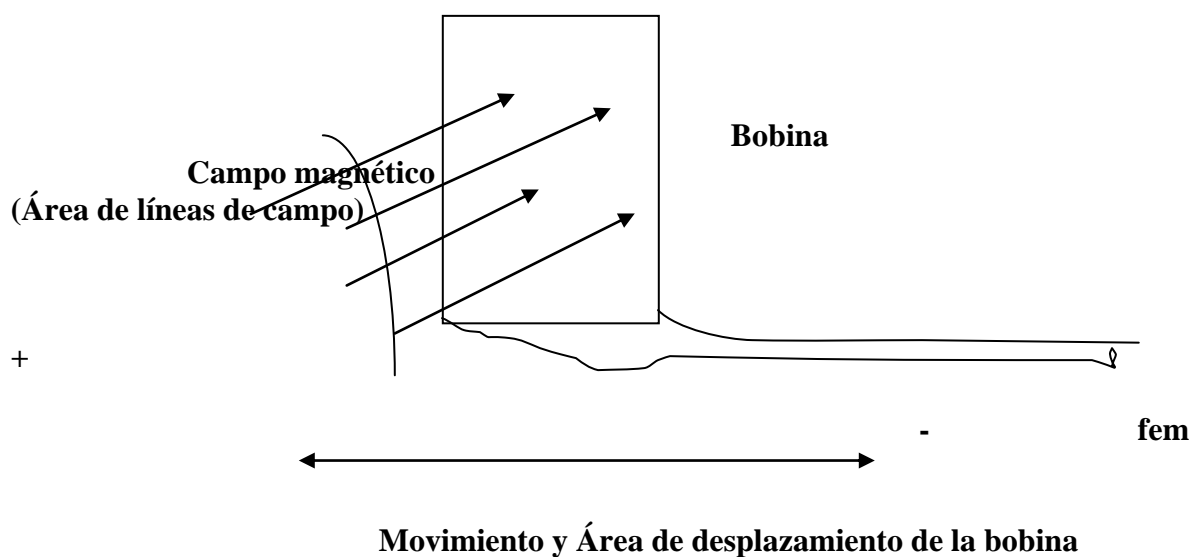 Bobina
Campo magnético
(Área de líneas de campo)
+
- fem
Movimiento y Área de desplazamiento de la bobina